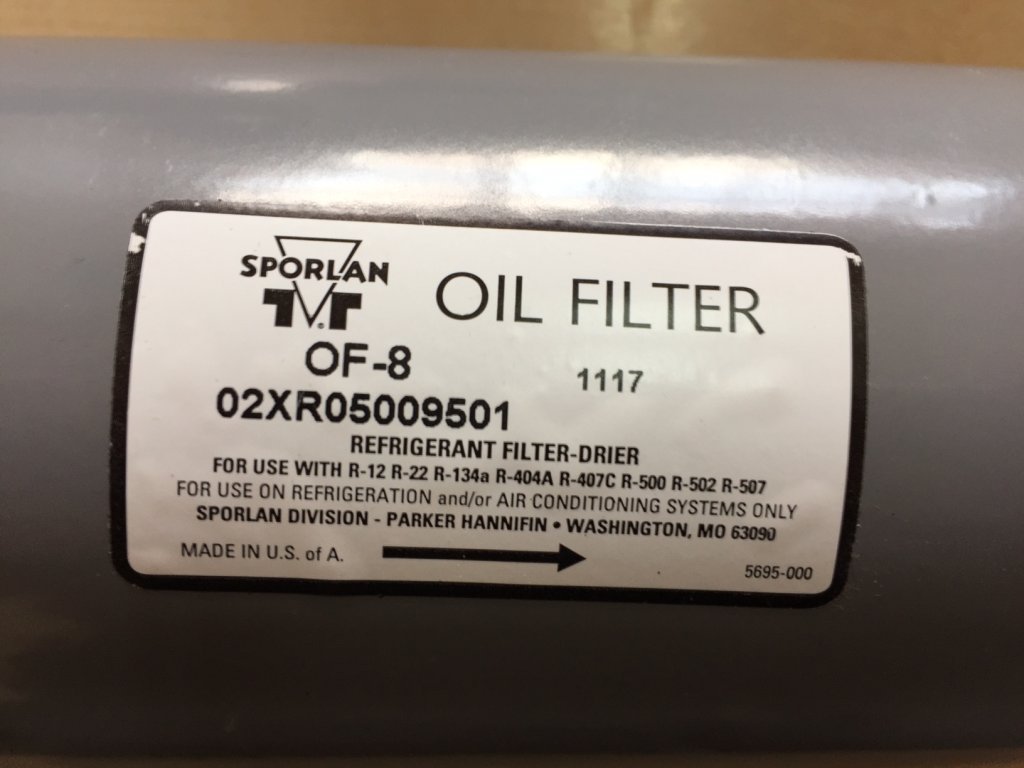 SPORLAN
OIL FILTER
OF-8
1117
02XR05009501
REFRIGERANT FILTER-DRIER
FOR USE WITH R-12 R-22 R-134a R-404A R-407C R-500 R-502 R-507
FOR USE ON REFRIGERATION and/or AIR CONDITIONING SYSTEMS ONLY
SPORLAN DIVISION - PARKER HANNIFIN • WASHINGTON, MO 63090
MADE IN U.S. of A.
5695-000